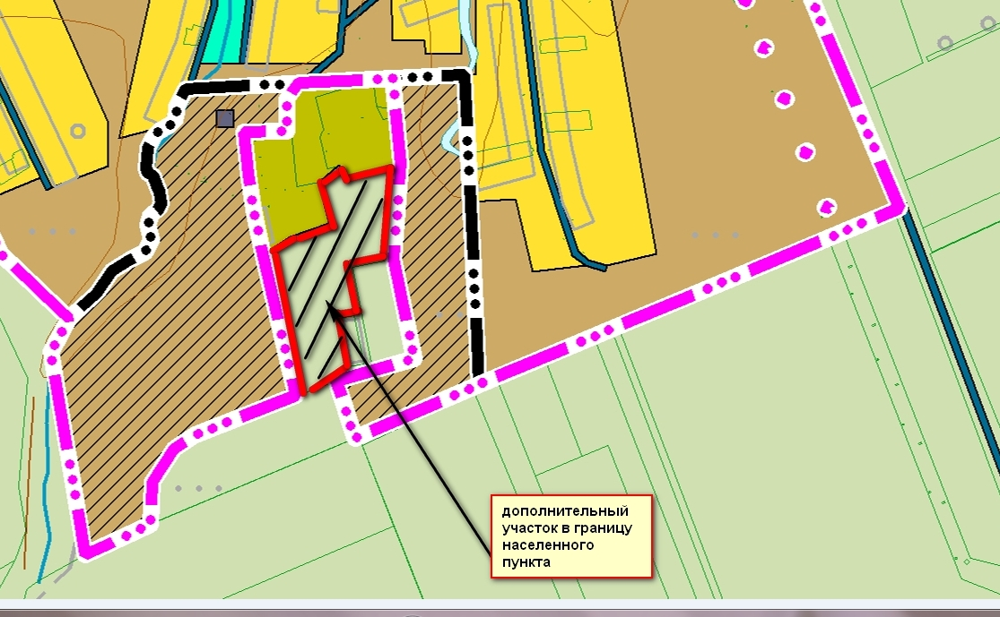 дополнительный
участок в границу
населенного
пункта